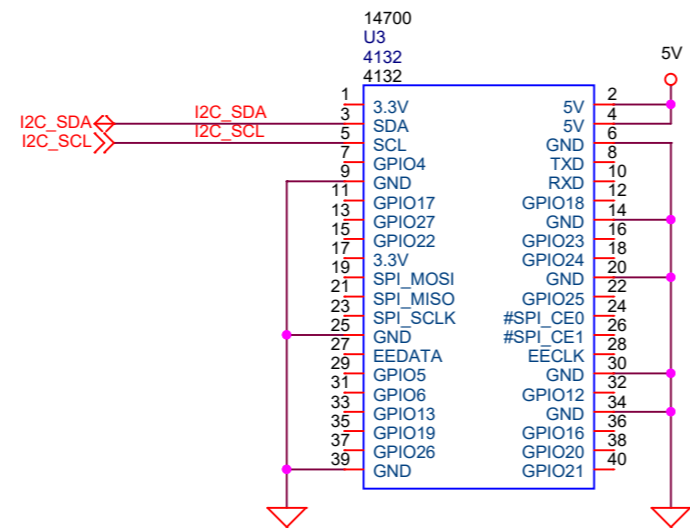 14700
U3
4132
4132
5V
I2C_SDA
I2C_SCL
I2C_SDA
I2C_SCL
1 3.3V 5V 2
3 SDA 5V 4
5 SCL GND 6
7 GPIO4 TXD 8
9 GND RXD 10
11 GPIO17 GPIO18 12
13 GPIO27 GND 14
15 GPIO22 GPIO23 16
17 3.3V GPIO24 18
19 SPI_MOSI GND 20
21 SPI_MISO GPIO25 22
23 SPI_SCLK #SPI_CE0 24
25 GND #SPI_CE1 26
27 EEDATA EECLK 28
29 GPIO5 GND 30
31 GPIO6 GPIO12 32
33 GPIO13 GND 34
35 GPIO19 GPIO16 36
37 GPIO26 GPIO20 38
39 GND GPIO21 40